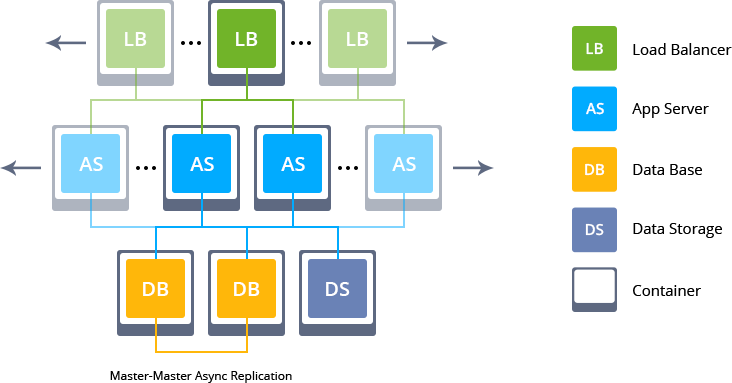 LB ... LB ... LB
AS ... AS AS ... AS
DB DB DS
Master-Master Async Replication
LB Load Balancer
AS App Server
DB Data Base
DS Data Storage
Container